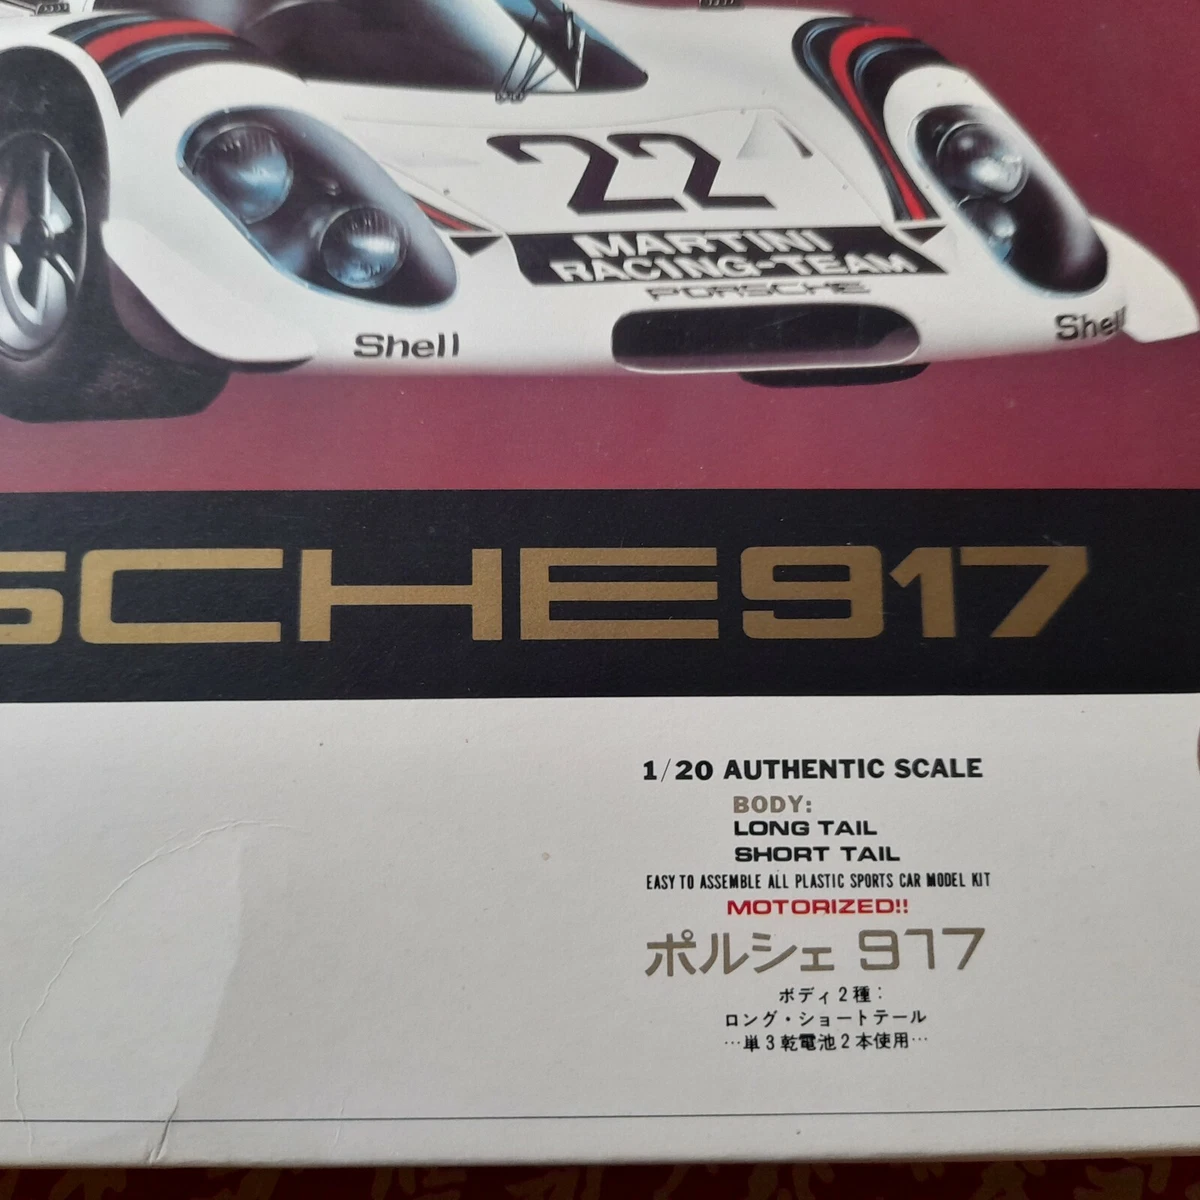 22
MARTINI
RACING-TEAM
PORSCHE
Shell
Shell
SCHE917
1/20 AUTHENTIC SCALE
BODY:
LONG TAIL
SHORT TAIL
EASY TO ASSEMBLE ALL PLASTIC SPORTS CAR MODEL KIT
MOTORIZED!!
ポルシェ 917
ボディ2種:
ロング・ショートテール
…単3乾電池2本使用…